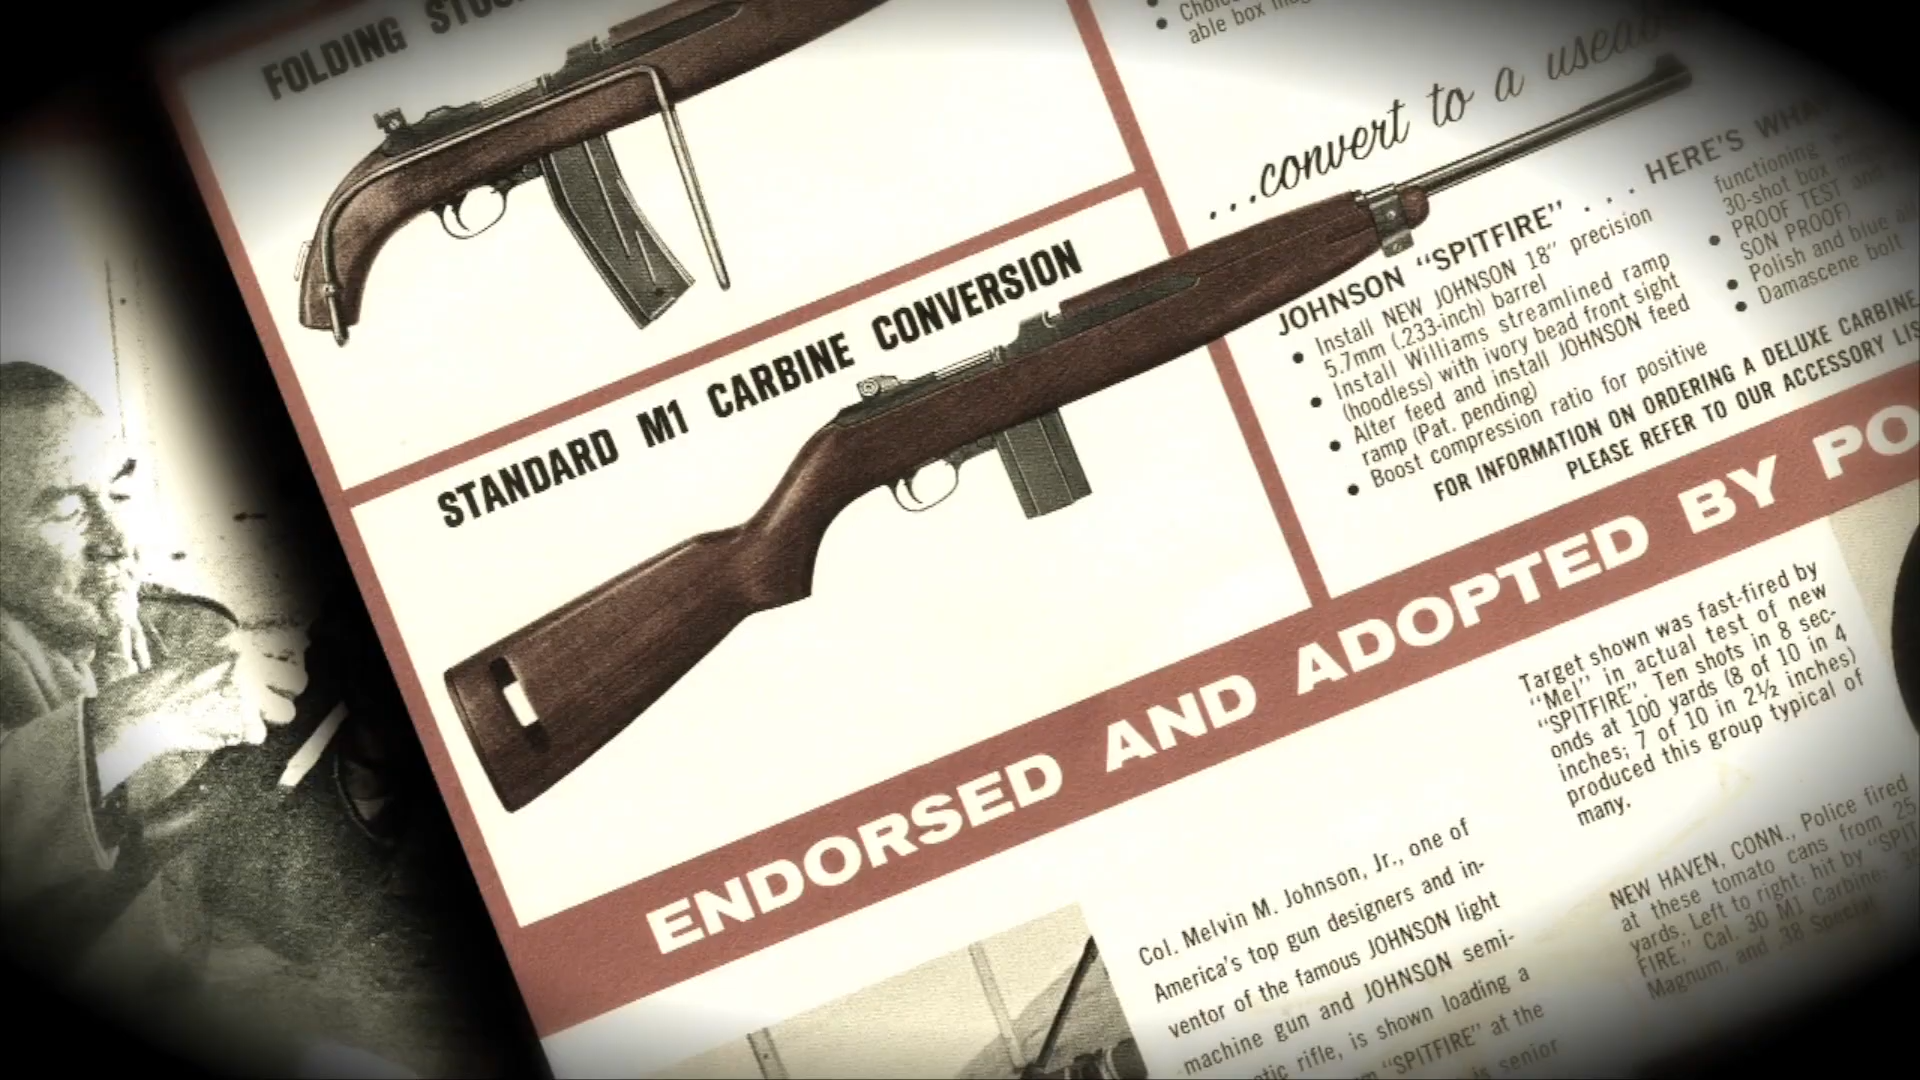 FOLDING
able box
...convert to a
STANDARD M1 CARBINE CONVERSION
JOHNSON “SPITFIRE” . . . HERE'S
• Install NEW JOHNSON 18" precision
5.7mm (.233-inch) barrel
• Install Williams streamlined ramp
(hoodless) with ivory bead front sight
• Alter feed and install JOHNSON feed
ramp (Pat. pending)
• Boost compression ratio for positive
functioning
30-shot box
• PROOF TEST and
SON PROOF)
• Polish and blue
• Damascene bolt
FOR INFORMATION ON ORDERING A DELUXE CARBINE,
PLEASE REFER TO OUR ACCESSORY
ENDORSED AND ADOPTED BY
Target shown was fast-fired by
“Mel” in actual test of new
“SPITFIRE”. Ten shots in 8 sec-
onds at 100 yards (8 of 10 in 4
inches; 7 of 10 in 2½ inches)
produced this group typical of
many.
Col. Melvin M. Johnson, Jr., one of
America's top gun designers and in-
ventor of the famous JOHNSON light
machine gun and JOHNSON semi-
rifle, is shown loading a
“SPITFIRE” at the
is senior
NEW HAVEN, CONN., Police fired
at these tomato cans from 25
yards. Left to right: hit by “SPIT-
FIRE,” Cal. 30 M1 Carbine,
Magnum, and .38 Special